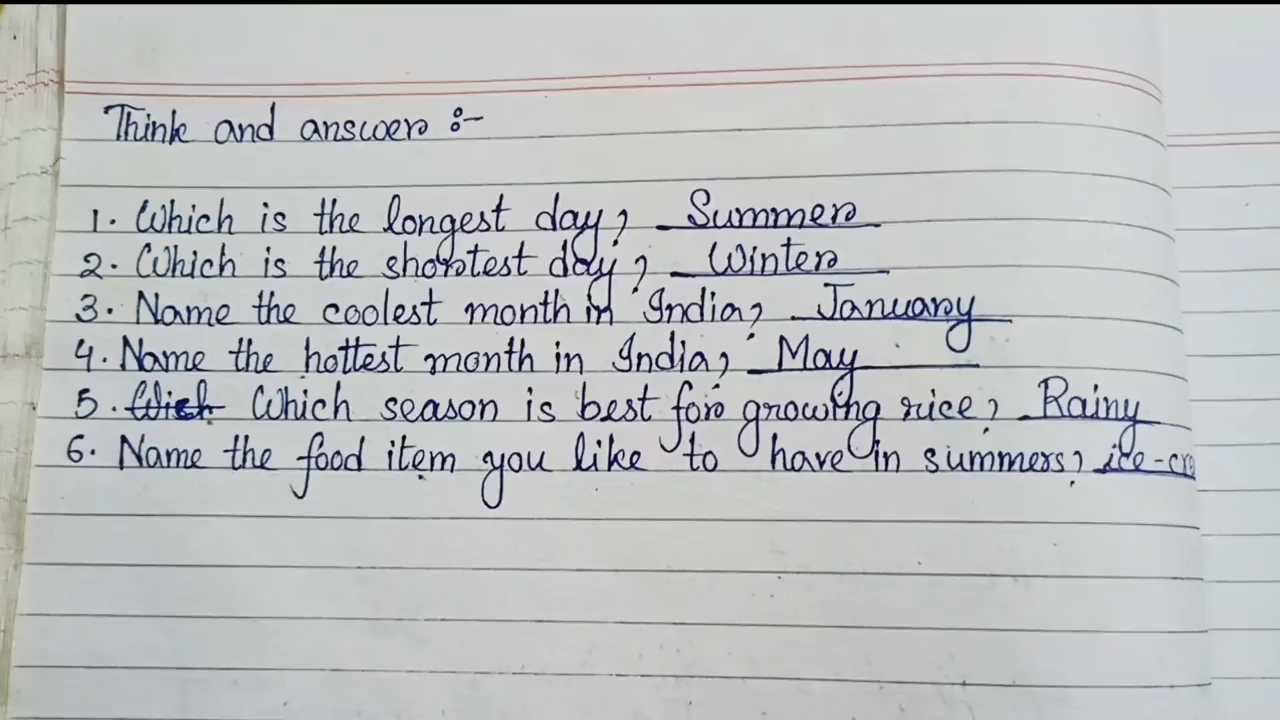 Think and answer :-
1. Which is the longest day? Summer
2. Which is the shortest day? Winter
3. Name the coolest month in India? January
4. Name the hottest month in India? May
5. Wich Which season is best for growing rice? Rainy
6. Name the food item you like to have in summers? ice-cr